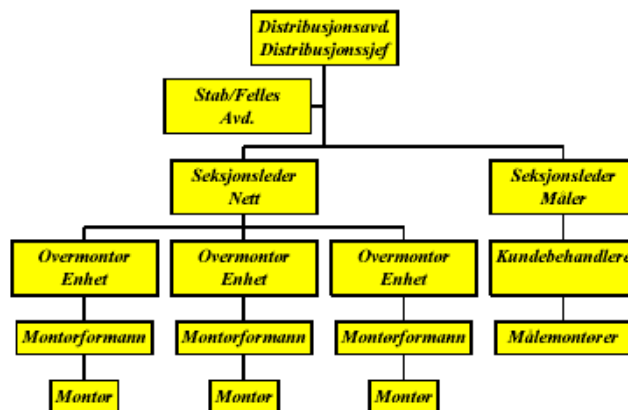 Distribusjonsavd.
Distribusjonssjef
Stab/Felles
Avd.
Seksjonsleder
Nett
Seksjonsleder
Måler
Overmontør
Enhet
Overmontør
Enhet
Overmontør
Enhet
Kundebehandlere
Montørformann
Montørformann
Montørformann
Målemontører
Montør
Montør
Montør